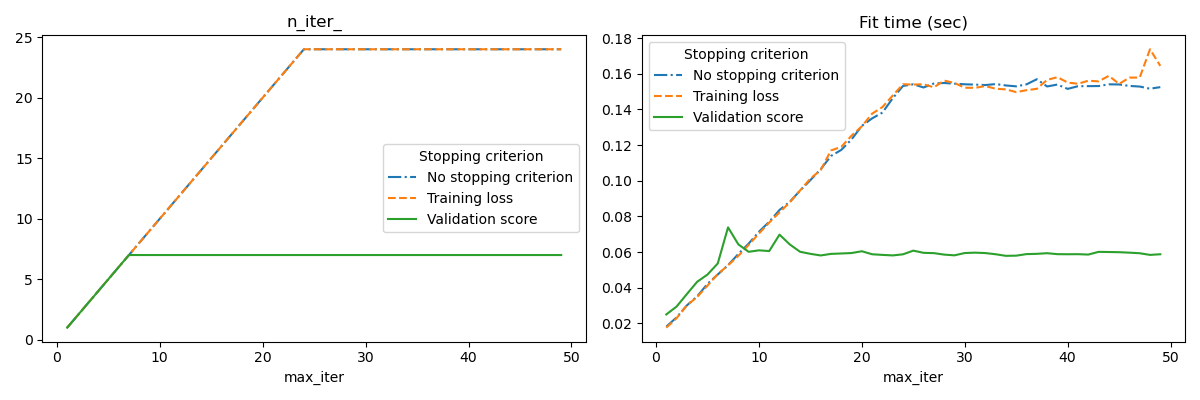 n_iter_
25
20
15
10
5
0
Stopping criterion
No stopping criterion
Training loss
Validation score
0 10 20 30 40 50
max_iter
Fit time (sec)
0.18
0.16
0.14
0.12
0.10
0.08
0.06
0.04
0.02
Stopping criterion
No stopping criterion
Training loss
Validation score
0 10 20 30 40 50
max_iter